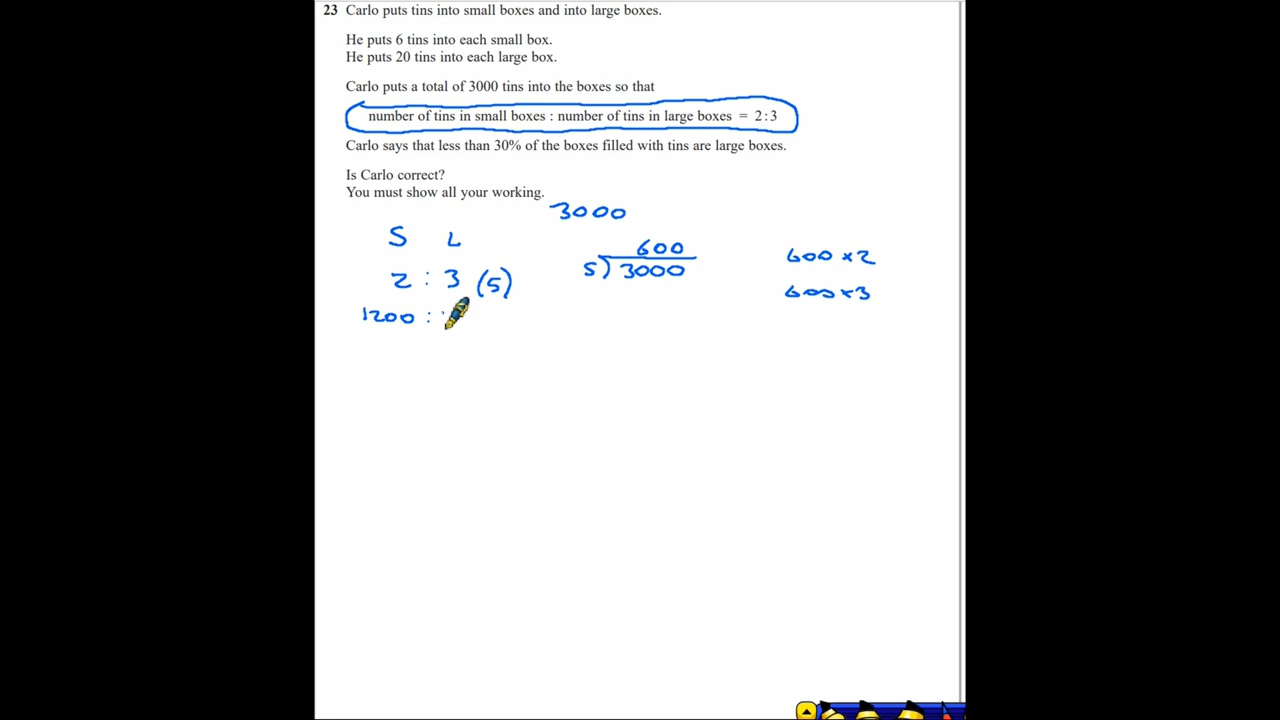 23 Carlo puts tins into small boxes and into large boxes.
He puts 6 tins into each small box.
He puts 20 tins into each large box.
Carlo puts a total of 3000 tins into the boxes so that
number of tins in small boxes : number of tins in large boxes = 2:3
Carlo says that less than 30% of the boxes filled with tins are large boxes.
Is Carlo correct?
You must show all your working.
3000
S L
600
600 × 2
2 : 3 (5)
5) 3000
600 × 3
1200 :